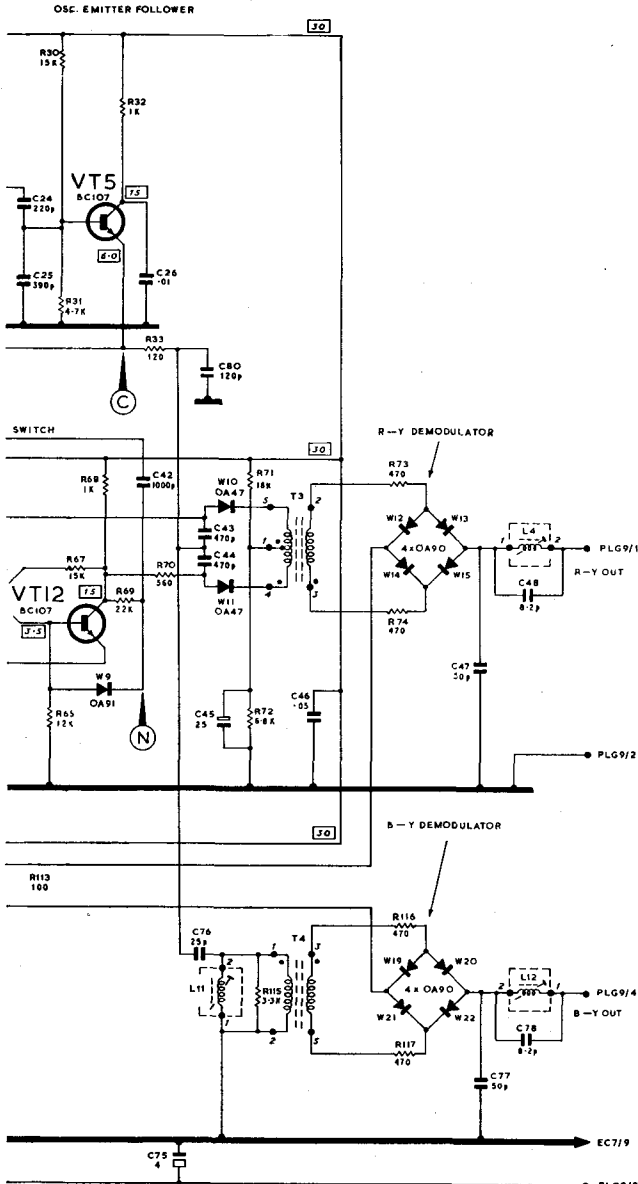 OSC. EMITTER FOLLOWER
30
R30
15K
R32
1K
VT5
BC107
15
C24
220p
6·0
C25
390p
C26
·01
R31
4·7K
R33
120
C80
120p
C
SWITCH
30
R-Y DEMODULATOR
R68
1K
C42
1000p
W10
OA47
R71
18K
T3
R73
470
5
2
W12
W13
C43
470p
1
4×OA90
L4
1
2
PLG9/1
C44
470p
R67
15K
R70
560
W14
W15
R-Y OUT
C48
8·2p
VT12
BC107
15
R69
22K
W11
OA47
4
3
R74
470
3·5
W9
OA91
C47
50p
R65
12K
N
C45
25
R72
6·8K
C46
·05
PLG9/2
30
B-Y DEMODULATOR
R113
100
C76
25p
T4
R116
470
1
3
2
W19
W20
L11
R115
3·3K
4×OA90
L12
2
1
PLG9/4
W21
W22
B-Y OUT
1
2
5
C78
8·2p
R117
470
C77
50p
EC7/9
C75
4